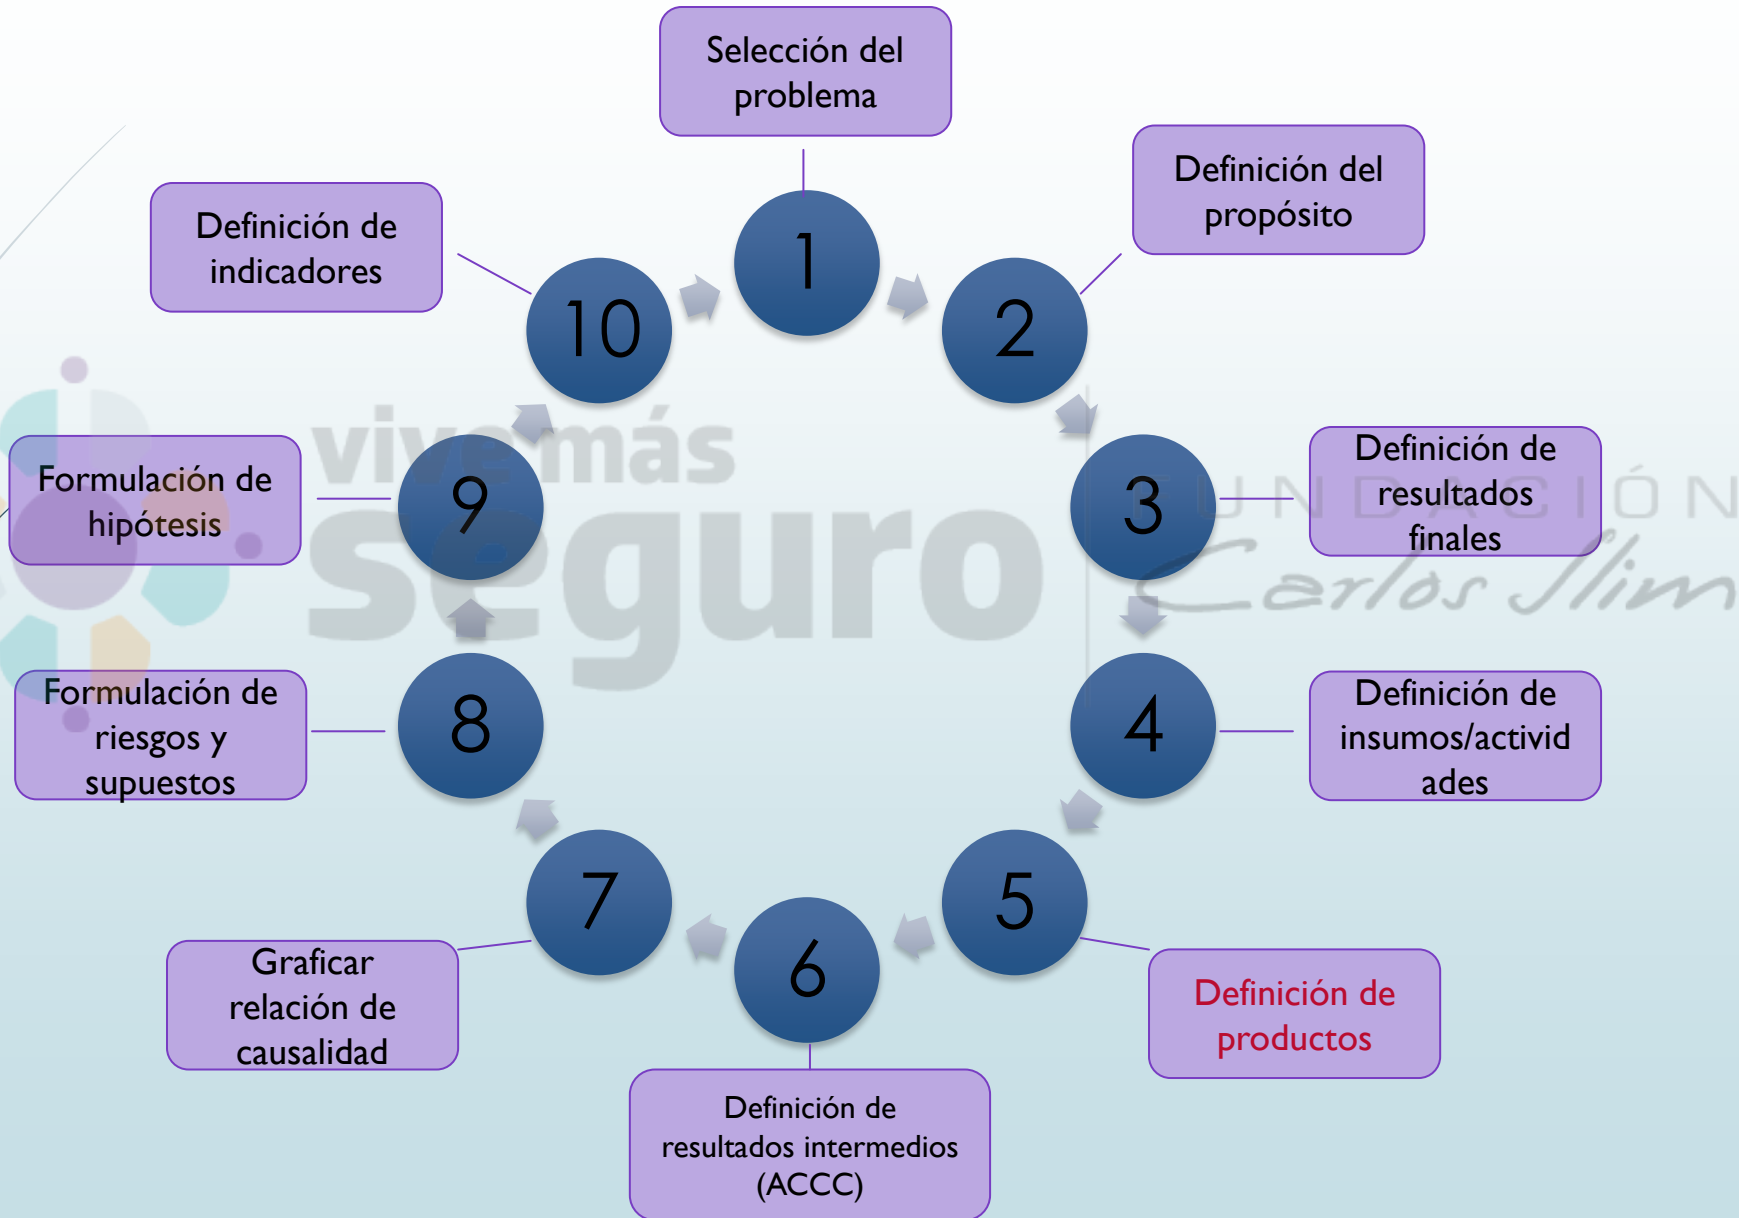 Selección del
problema
1
Definición del
propósito
2
Definición de
resultados
finales
3
Definición de
insumos/activid
ades
4
Definición de
productos
5
Definición de
resultados intermedios
(ACCC)
6
Graficar
relación de
causalidad
7
Formulación de
riesgos y
supuestos
8
Formulación de
hipótesis
9
Definición de
indicadores
10
vive más
seguro
FUNDACIÓN
Carlos Slim